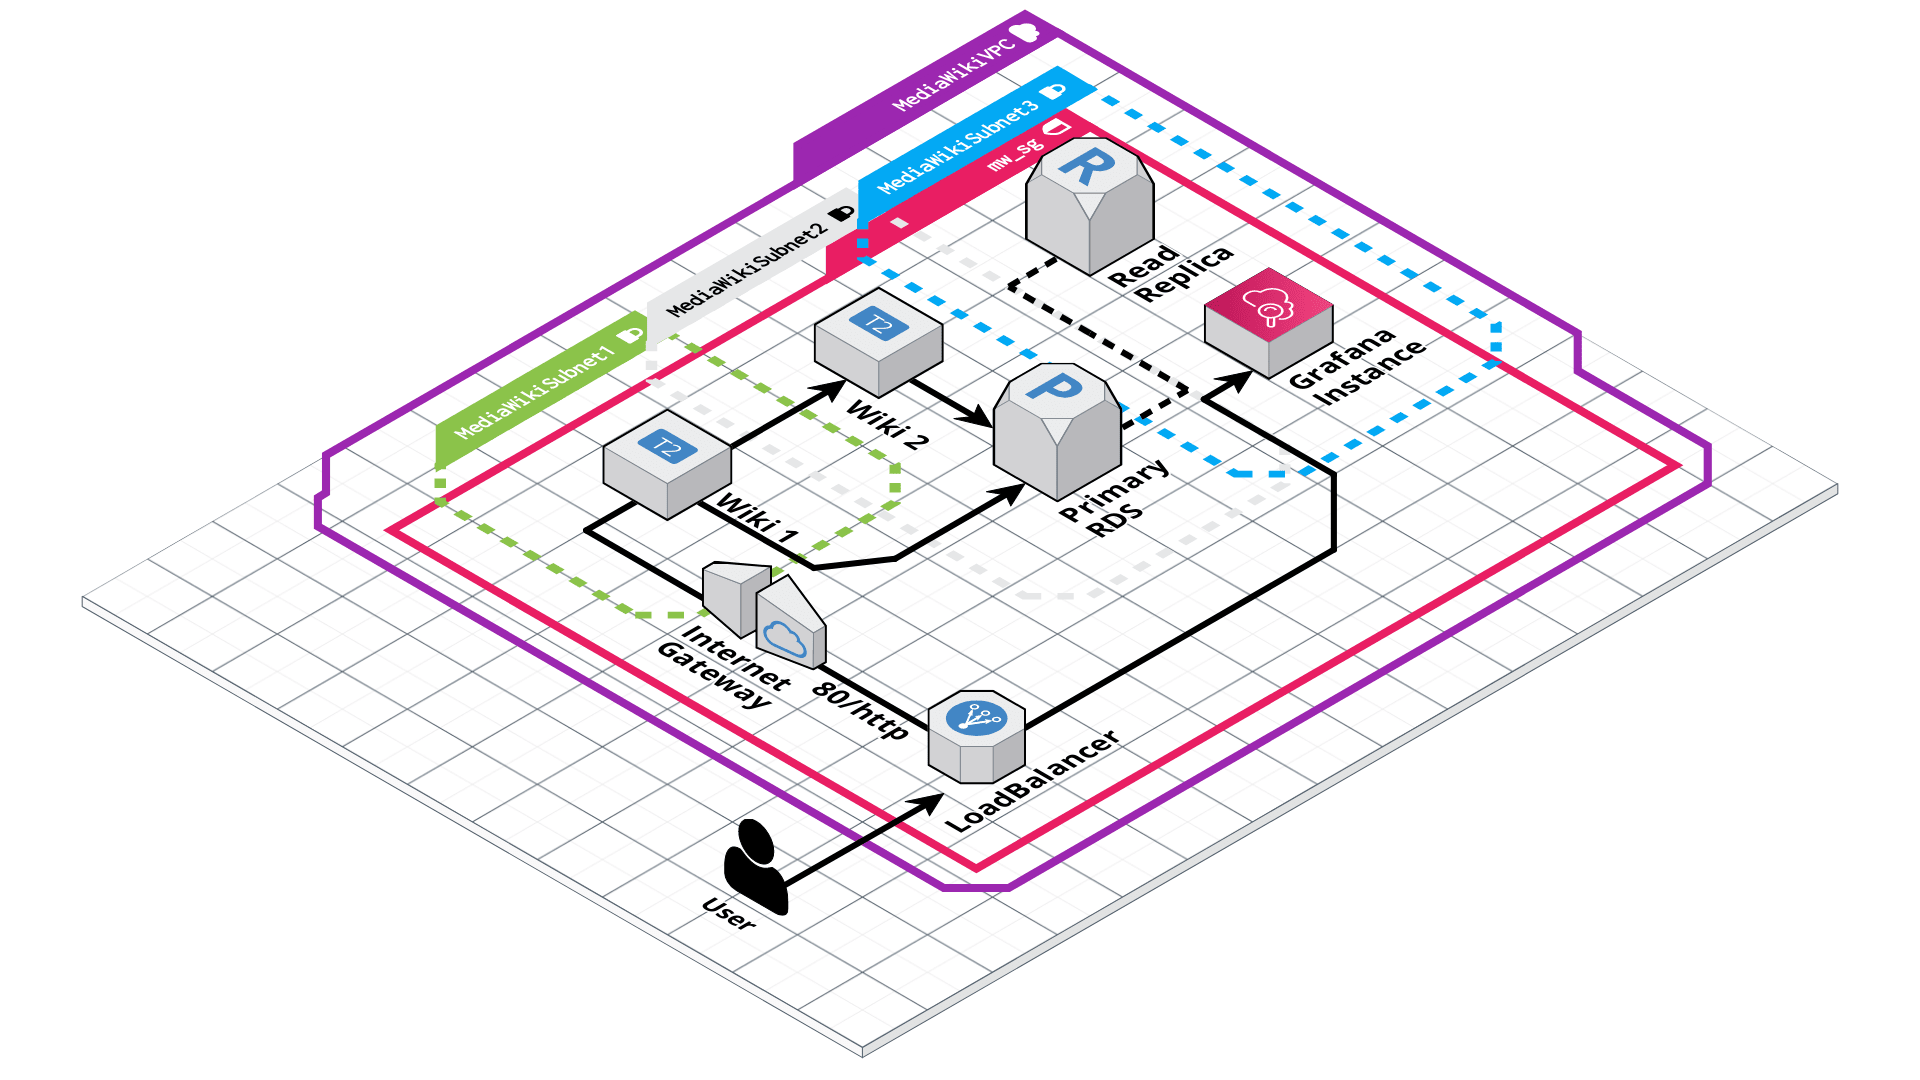 MediaWikiVPC
MediaWikiSubnet3
mw_sg
R
MediaWikiSubnet2
Read
Replica
MediaWikiSubnet1
T2
Wiki 2
Grafana
Instance
P
Primary
RDS
T2
Wiki 1
Internet
Gateway
80/http
LoadBalancer
User